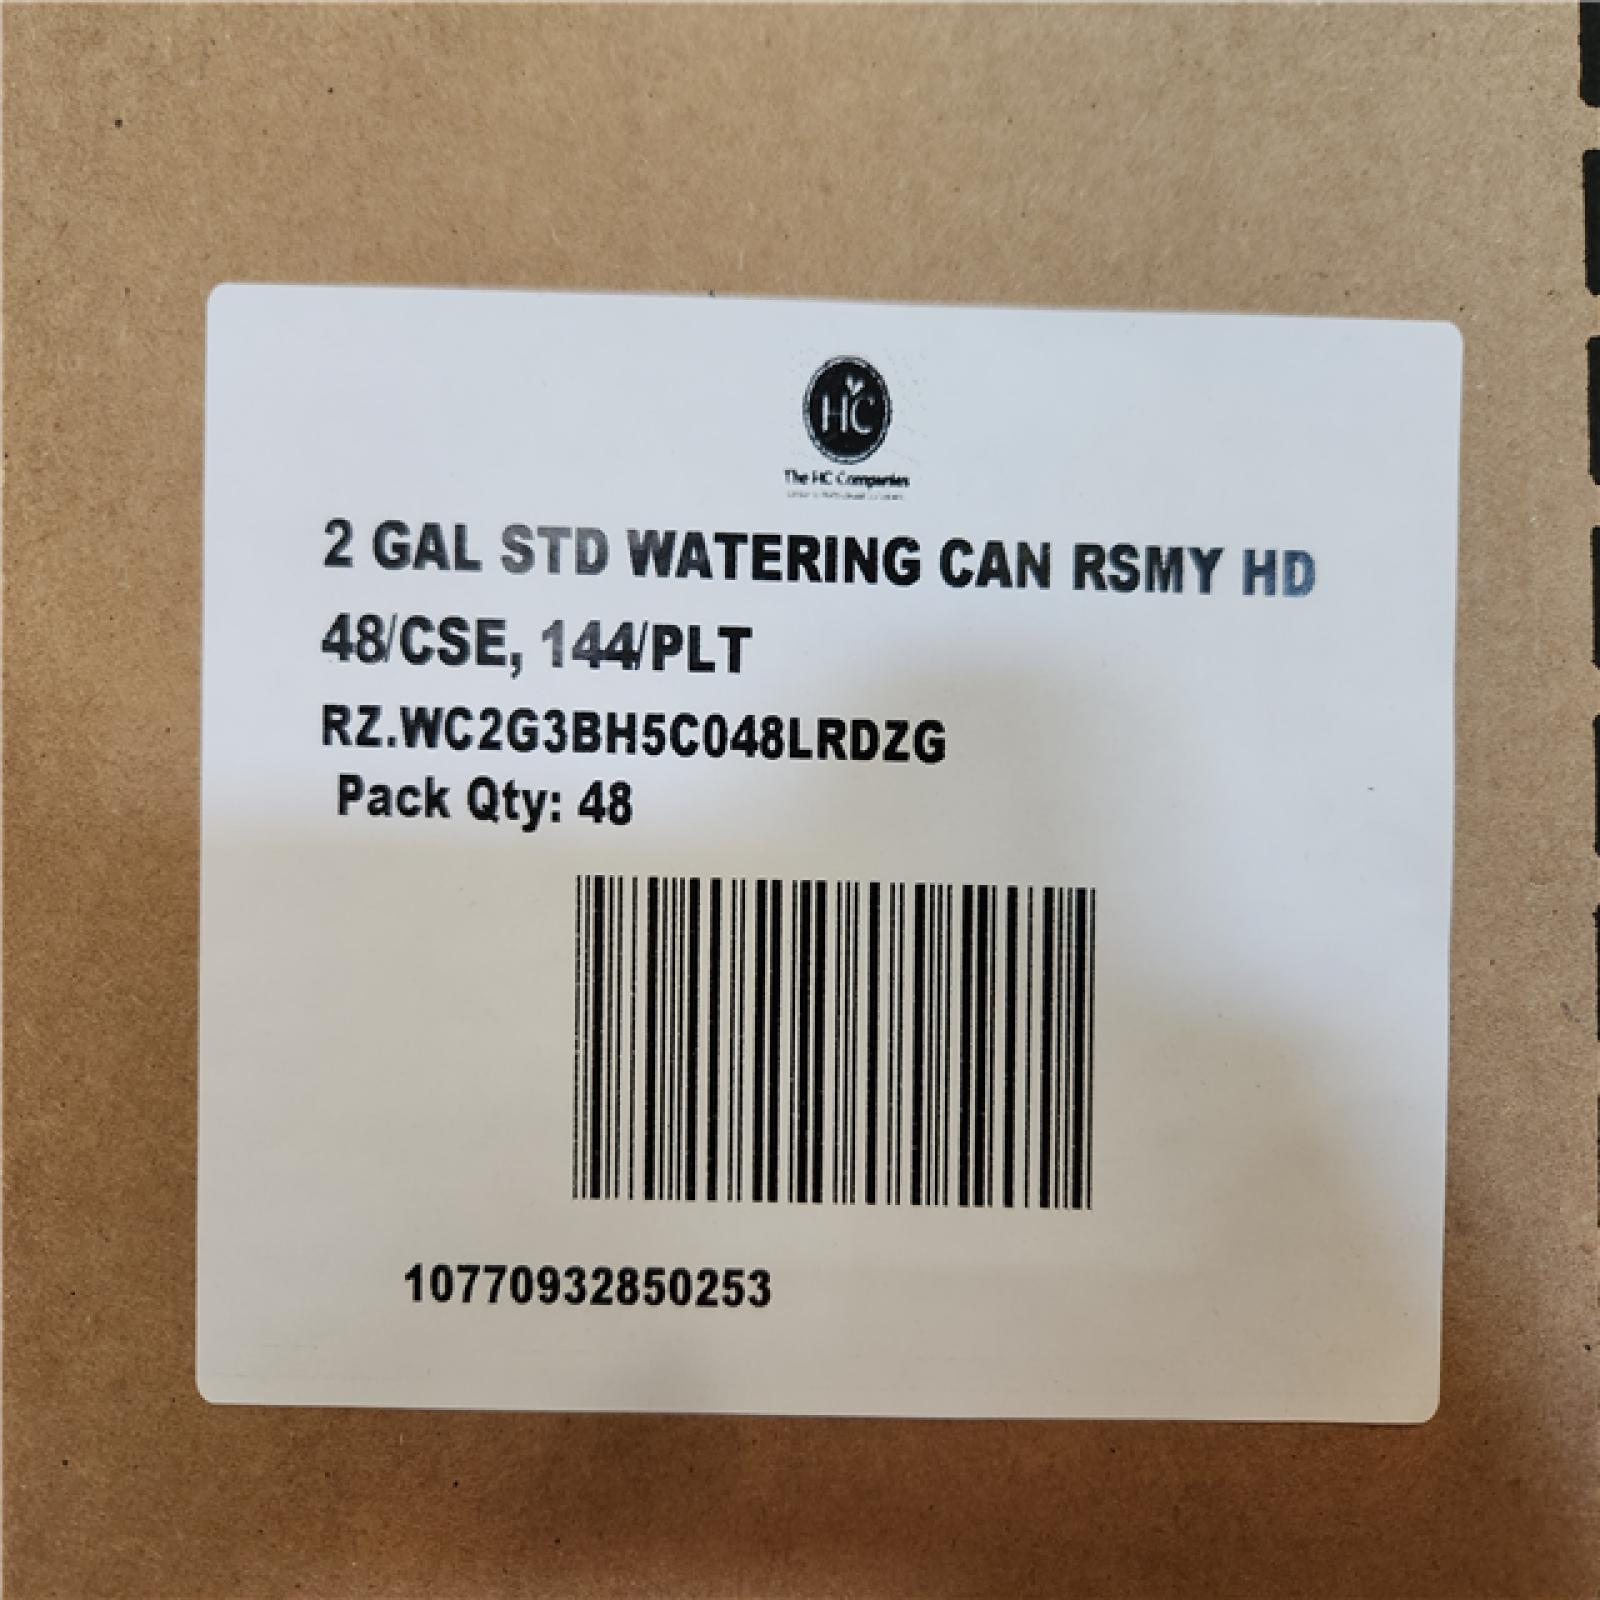 HC
The HC Companies
2 GAL STD WATERING CAN RSMY HD
48/CSE, 144/PLT
RZ.WC2G3BH5C048LRDZG
Pack Qty: 48
10770932850253